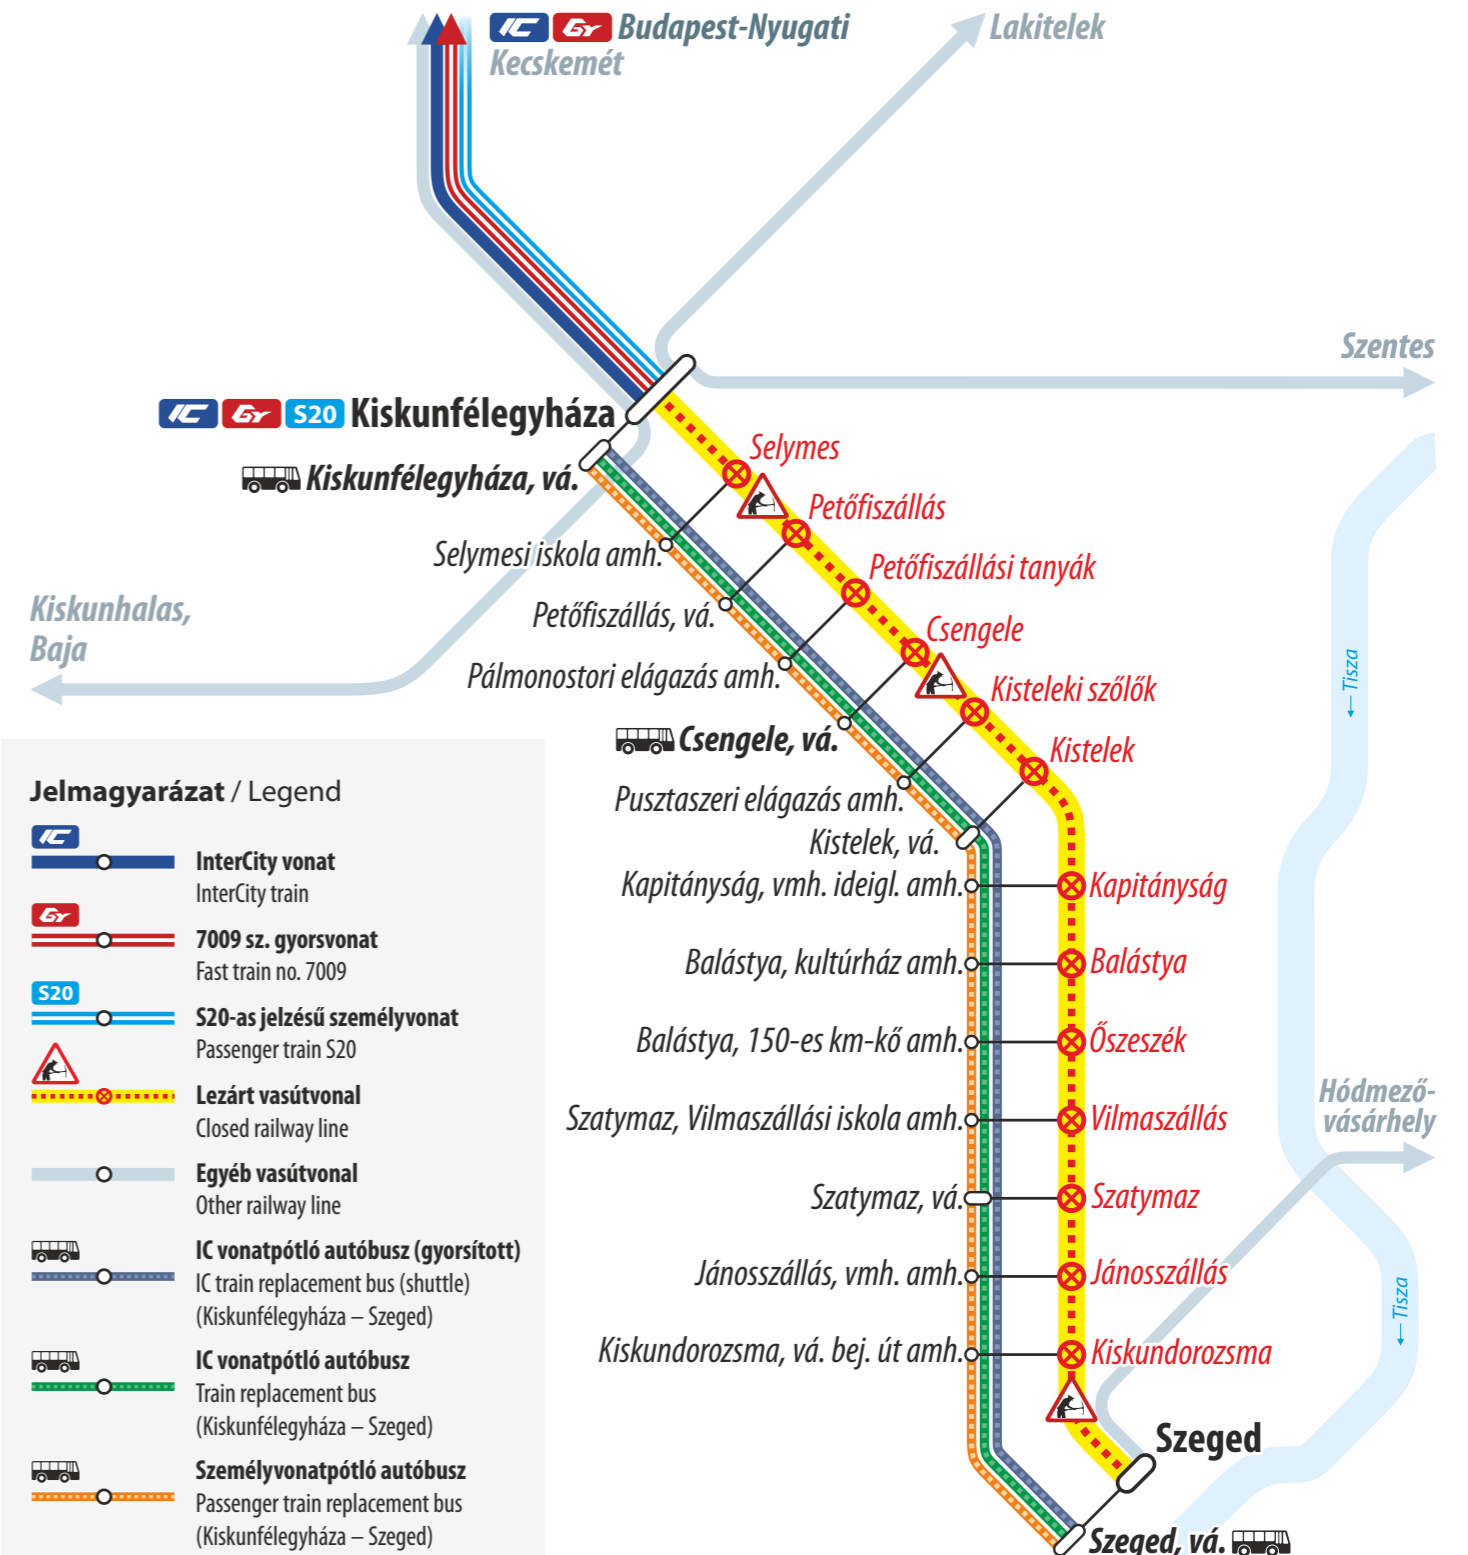 IC Gy Budapest-Nyugati
Kecskemét
Lakitelek
Szentes
IC Gy S20 Kiskunfélegyháza
Kiskunfélegyháza, vá.
Selymes
Petőfiszállás
Petőfiszállási tanyák
Csengele
Kisteleki szőlők
Kistelek
Kapitányság
Balástya
Őszeszék
Vilmaszállás
Szatymaz
Jánosszállás
Kiskundorozsma
Szeged
Selymesi iskola amh.
Petőfiszállás, vá.
Pálmonostori elágazás amh.
Csengele, vá.
Pusztaszeri elágazás amh.
Kistelek, vá.
Kapitányság, vmh. ideigl. amh.
Balástya, kultúrház amh.
Balástya, 150-es km-kő amh.
Szatymaz, Vilmaszállási iskola amh.
Szatymaz, vá.
Jánosszállás, vmh. amh.
Kiskundorozsma, vá. bej. út amh.
Szeged, vá.
Kiskunhalas,
Baja
Hódmező-
vásárhely
← Tisza
← Tisza
Jelmagyarázat / Legend
IC
InterCity vonat
InterCity train
Gy
7009 sz. gyorsvonat
Fast train no. 7009
S20
S20-as jelzésű személyvonat
Passenger train S20
Lezárt vasútvonal
Closed railway line
Egyéb vasútvonal
Other railway line
IC vonatpótló autóbusz (gyorsított)
IC train replacement bus (shuttle)
(Kiskunfélegyháza – Szeged)
IC vonatpótló autóbusz
Train replacement bus
(Kiskunfélegyháza – Szeged)
Személyvonatpótló autóbusz
Passenger train replacement bus
(Kiskunfélegyháza – Szeged)